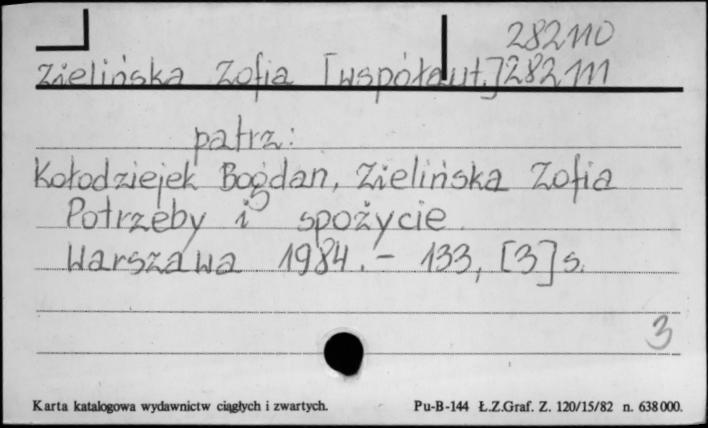 282110
Zielińska Zofia [współaut.] 282111
patrz:
Kołodziejek Bogdan, Zielińska Zofia
Potrzeby i spożycie.
Warszawa 1984. - 133, [3] s.
3
Karta katalogowa wydawnictw ciągłych i zwartych. Pu-B-144 Ł.Z.Graf. Z. 120/15/82 n. 638000.